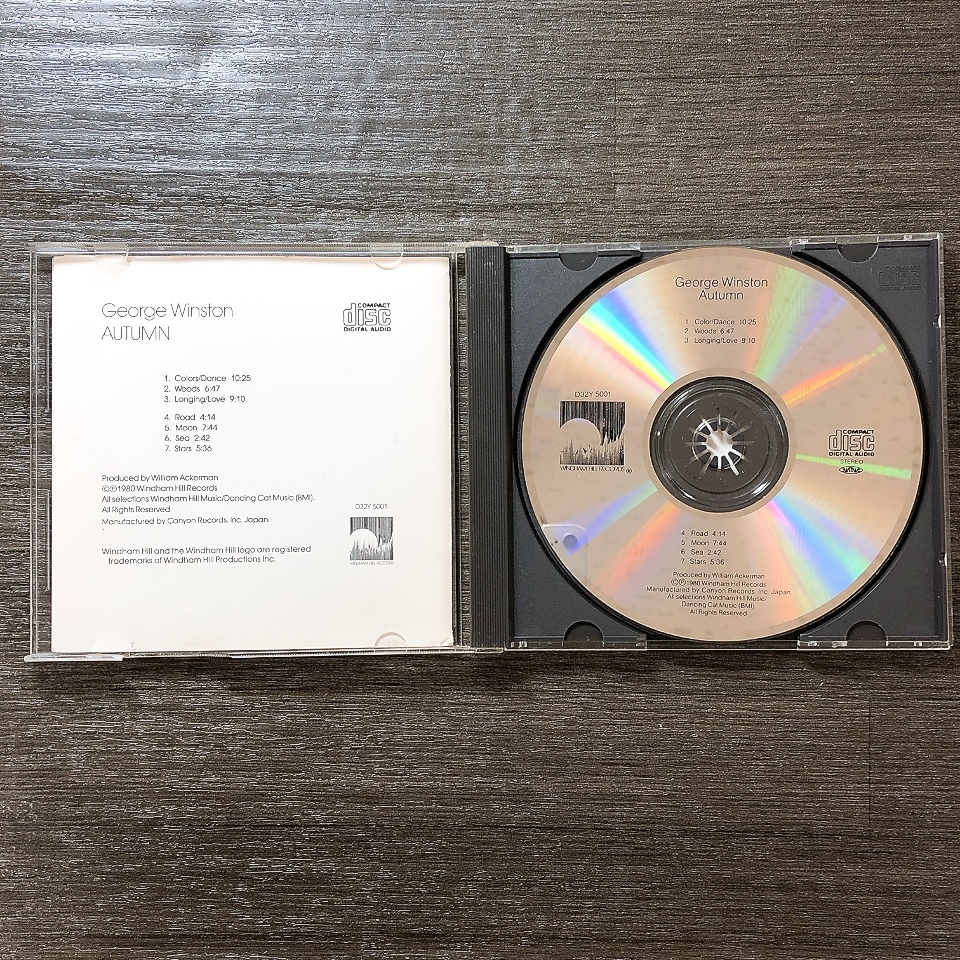 George Winston
AUTUMN
COMPACT
disc
DIGITAL AUDIO
1. Colors/Dance 10:25
2. Woods 6:47
3. Longing/Love 9:10
4. Road 4:14
5. Moon 7:44
6. Sea 2:42
7. Stars 5:36
Produced by William Ackerman
©℗1980 Windham Hill Records
All selections Windham Hill Music/Dancing Cat Music (BMI).
All Rights Reserved
Manufactured by Canyon Records, Inc. Japan.
D32Y 5001
WINDHAM HILL RECORDS
Windham Hill and the Windham Hill logo are registered
trademarks of Windham Hill Productions Inc.
George Winston
Autumn
1. Color/Dance 10:25
2. Woods 6:47
3. Longing/Love 9:10
D32Y 5001
WINDHAM HILL RECORDS ®
COMPACT
disc
DIGITAL AUDIO
STEREO
4 Road 4:14
5 Moon 7:44
6 Sea 2:42
7 Stars 5:36
Produced by William Ackerman
©℗1980 Windham Hill Records
Manufactured by Canyon Records, Inc. Japan.
All selections Windham Hill Music/
Dancing Cat Music (BMI)
All Rights Reserved
COMPACT
disc
DIGITAL AUDIO